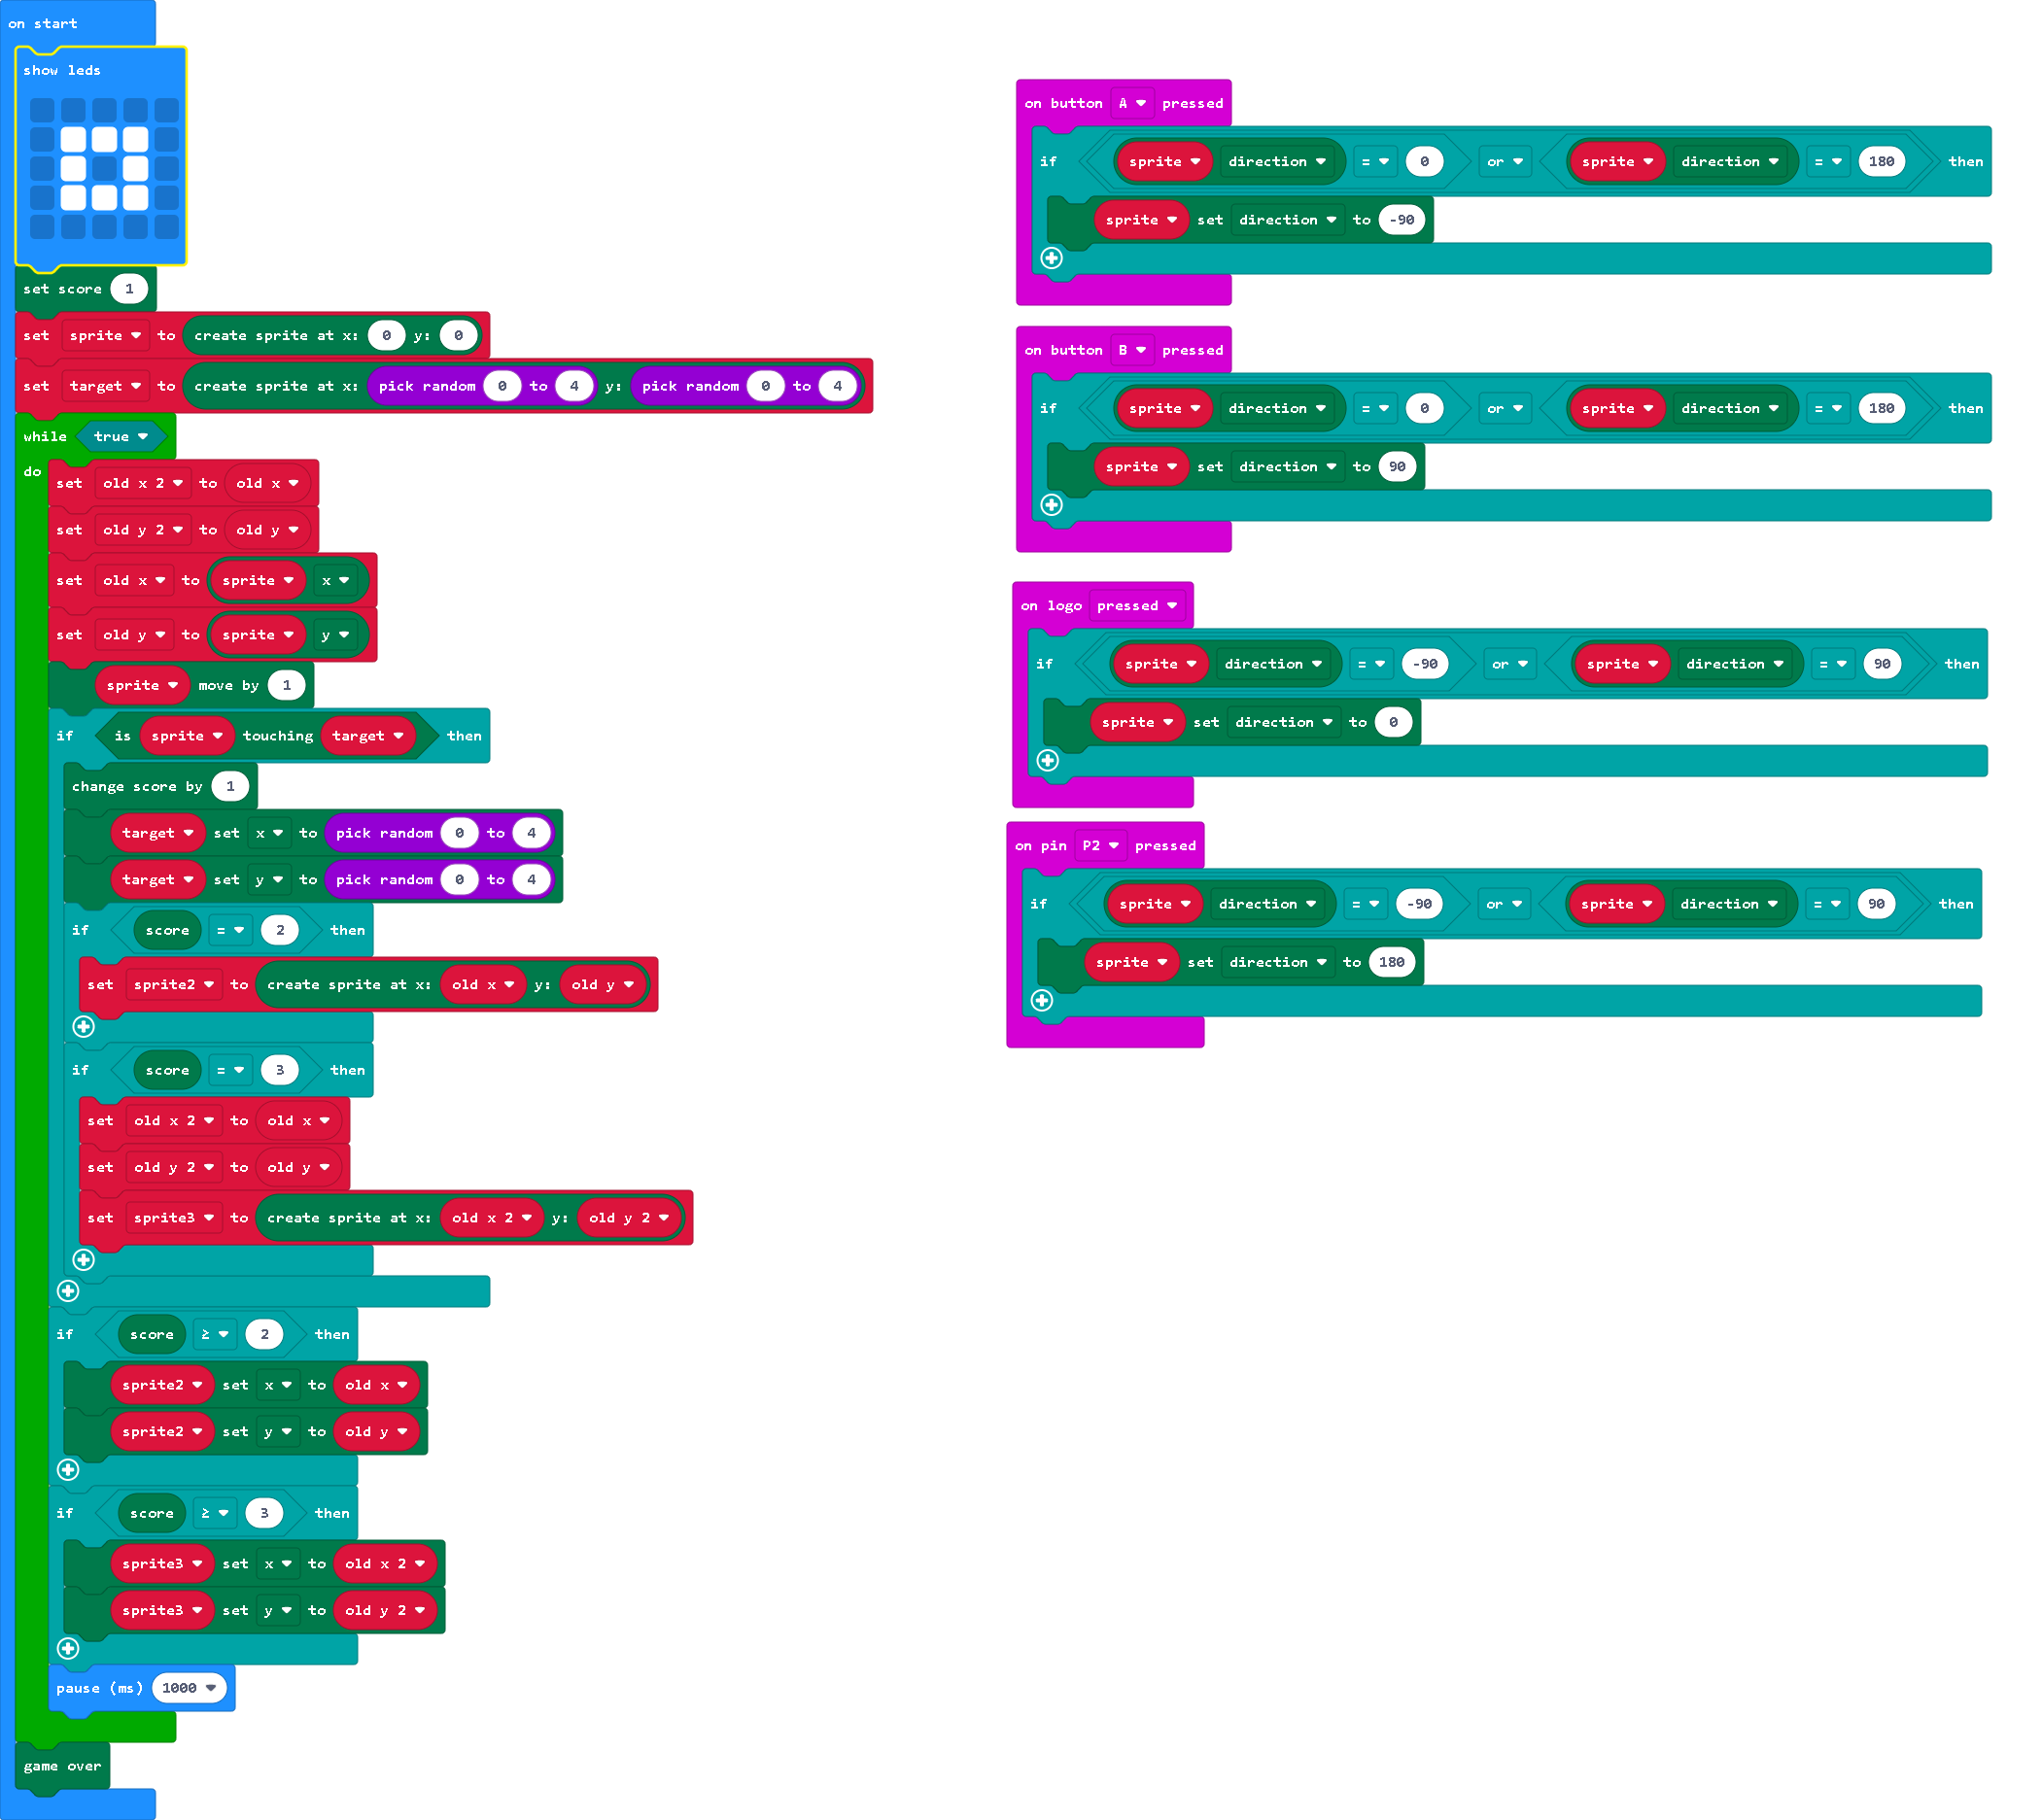 on start
show leds
set score 1
set sprite to create sprite at x: 0 y: 0
set target to create sprite at x: pick random 0 to 4 y: pick random 0 to 4
while true
do
set old x 2 to old x
set old y 2 to old y
set old x to sprite x
set old y to sprite y
sprite move by 1
if is sprite touching target then
change score by 1
target set x to pick random 0 to 4
target set y to pick random 0 to 4
if score = 2 then
set sprite2 to create sprite at x: old x y: old y
if score = 3 then
set old x 2 to old x
set old y 2 to old y
set sprite3 to create sprite at x: old x 2 y: old y 2
if score ≥ 2 then
sprite2 set x to old x
sprite2 set y to old y
if score ≥ 3 then
sprite3 set x to old x 2
sprite3 set y to old y 2
pause (ms) 1000
game over
on button A pressed
if sprite direction = 0 or sprite direction = 180 then
sprite set direction to -90
on button B pressed
if sprite direction = 0 or sprite direction = 180 then
sprite set direction to 90
on logo pressed
if sprite direction = -90 or sprite direction = 90 then
sprite set direction to 0
on pin P2 pressed
if sprite direction = -90 or sprite direction = 90 then
sprite set direction to 180